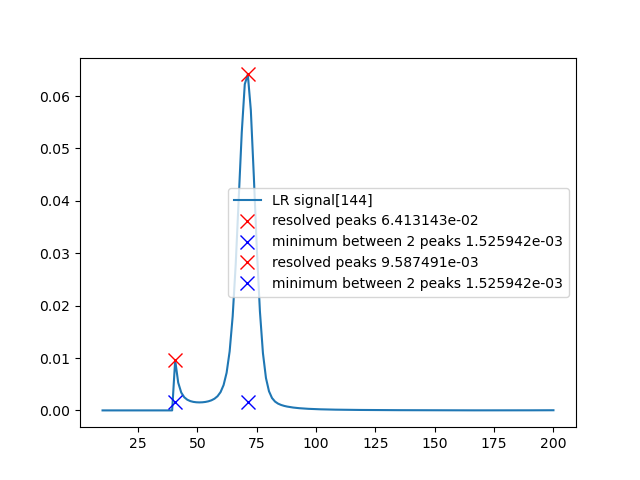 0.06
0.05
0.04
0.03
0.02
0.01
0.00
LR signal[144]
resolved peaks 6.413143e-02
minimum between 2 peaks 1.525942e-03
resolved peaks 9.587491e-03
minimum between 2 peaks 1.525942e-03
25 50 75 100 125 150 175 200